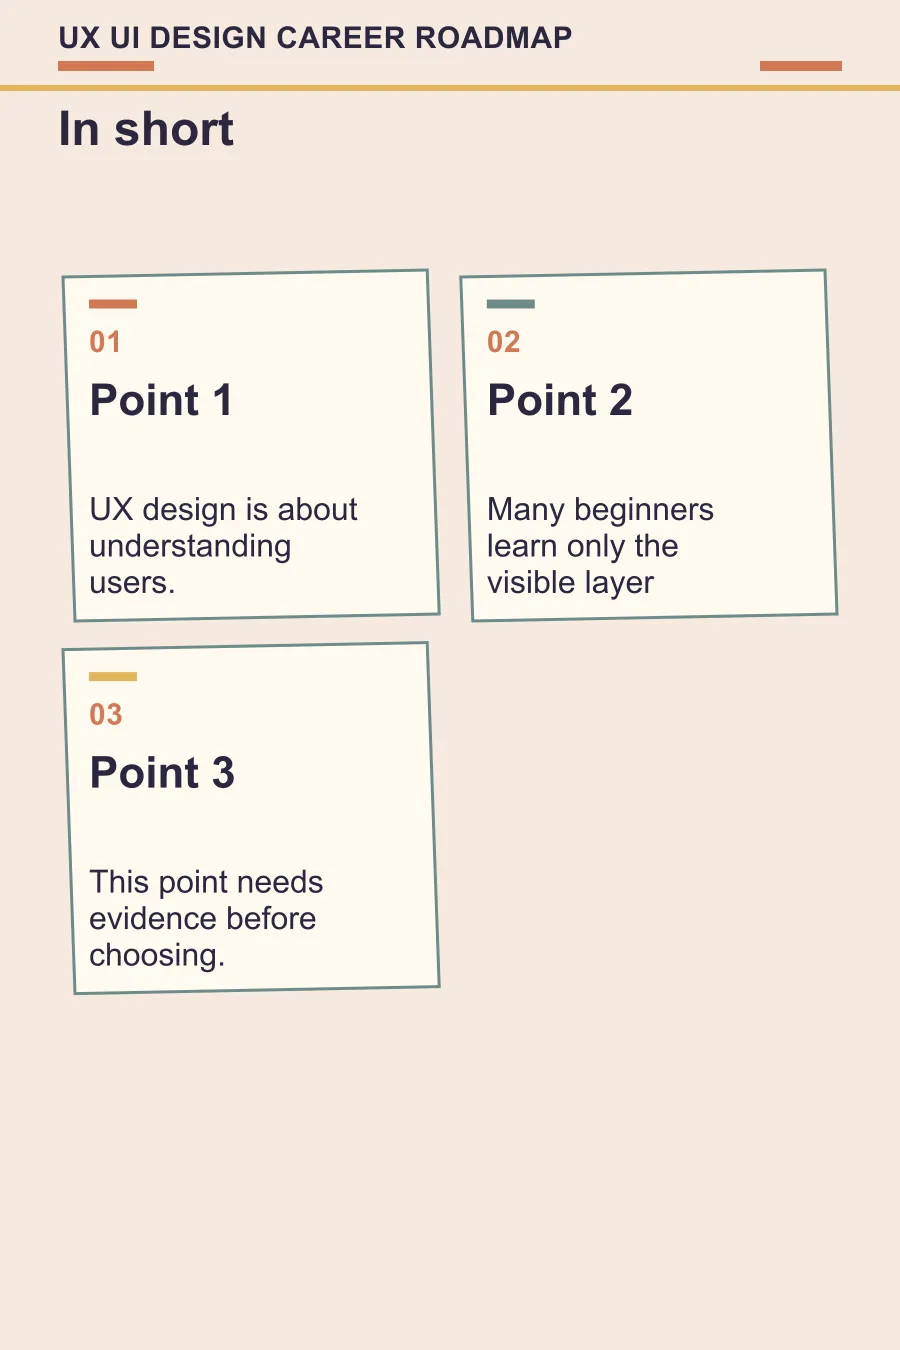 UX UI DESIGN CAREER ROADMAP
In short
01
Point 1
UX design is about
understanding
users.
02
Point 2
Many beginners
learn only the
visible layer
03
Point 3
This point needs
evidence before
choosing.